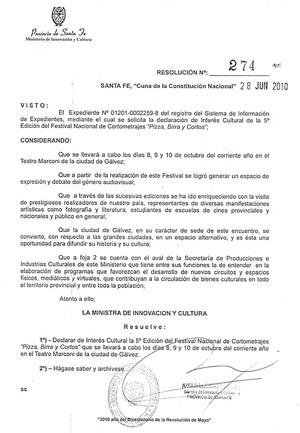 Provincia de Santa Fe
Ministerio de Innovación y Cultura
RESOLUCIÓN Nº: 274
SANTA FE, "Cuna de la Constitución Nacional" 28 JUN 2010
VISTO:
El Expediente Nº 01201-0002259-8 del registro del Sistema de Información
de Expedientes, mediante el cual se solicita la declaración de Interés Cultural de la 5ª
Edición del Festival Nacional de Cortometrajes "Pizza, Birra y Cortos";
CONSIDERANDO:
Que se llevará a cabo los días 8, 9 y 10 de octubre del corriente año en el
Teatro Marconi de la ciudad de Gálvez;
Que a partir de la realización de este Festival se logró generar un espacio de
expresión y debate del género audiovisual;
Que a través de las sucesivas ediciones se ha ido enriqueciendo con la visita
de prestigiosos realizadores de nuestro país, representantes de diversas manifestaciones
artísticas como fotografía y literatura, estudiantes de escuelas de cines provinciales y
nacionales y público en general;
Que la ciudad de Gálvez, en su carácter de sede de este encuentro, se
convierte, con respecto a las grandes ciudades, en un espacio alternativo, y es ésta una
oportunidad para difundir su historia y su cultura;
Que a foja 2 se cuenta con el aval de la Secretaría de Producciones e
Industrias Culturales de este Ministerio que tiene entre sus funciones la de entender en la
elaboración de programas que favorezcan el desarrollo de nuevos circuitos y espacios
físicos, mediáticos y virtuales, que contribuyan a la circulación de bienes culturales en todo
el territorio provincial y entre toda la población;
Atento a ello;
LA MINISTRA DE INNOVACION Y CULTURA
Resuelve:
1º) - Declarar de Interés Cultural la 5ª Edición del Festival Nacional de Cortometrajes
"Pizza, Birra y Cortos" que se llevará a cabo los días 8, 9 y 10 de octubre del corriente año
en el Teatro Marconi de la ciudad de Gálvez.
2º) - Hágase saber y archívese.
sc
"2010 año del Bicentenario de la Revolución de Mayo"